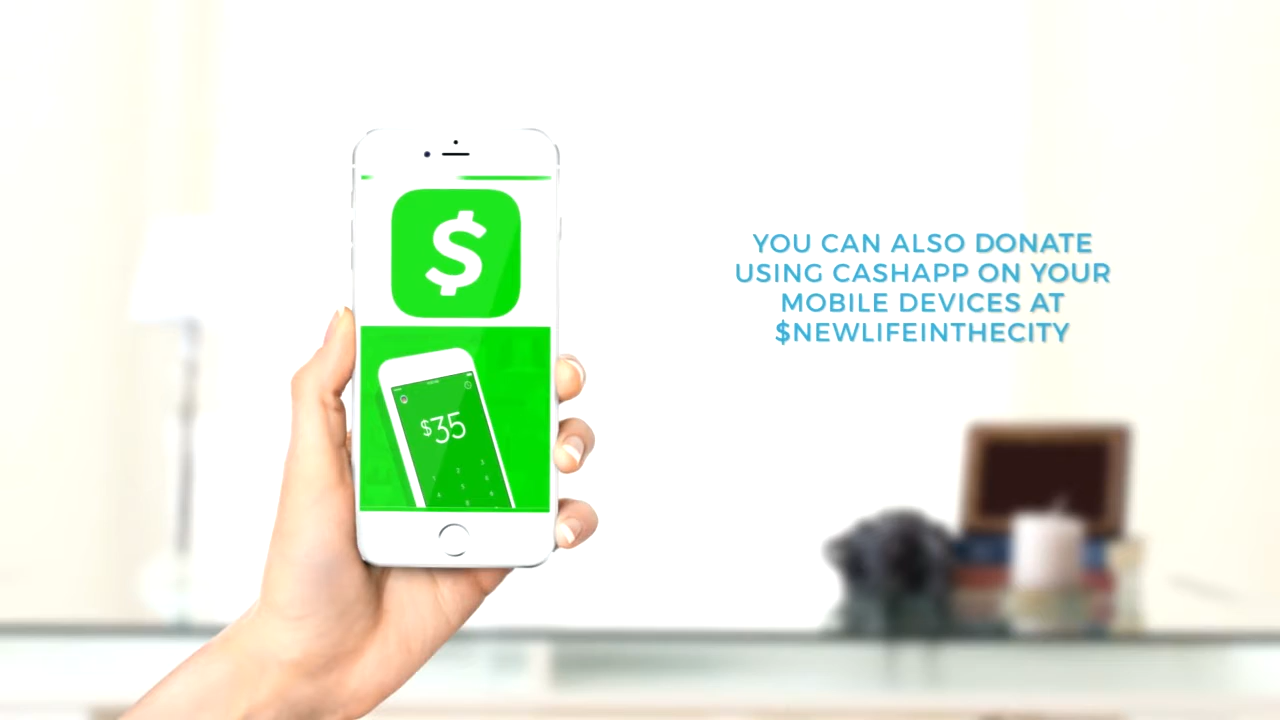 YOU CAN ALSO DONATE
USING CASHAPP ON YOUR
MOBILE DEVICES AT
$NEWLIFEINTHECITY
$
$35